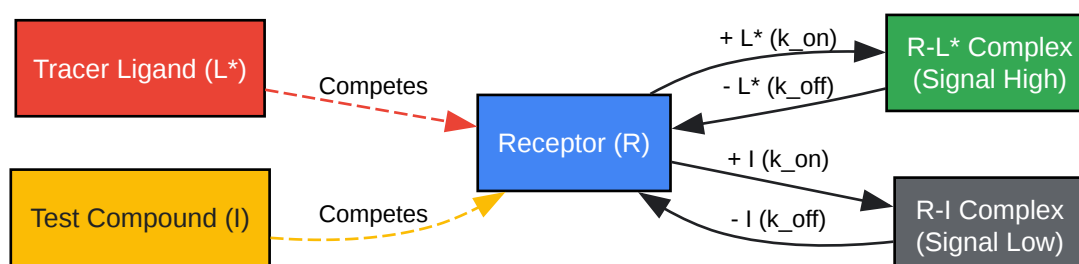 Tracer Ligand (L*)
Competes
Test Compound (I)
Competes
Receptor (R)
+ L* (k_on)
- L* (k_off)
+ I (k_on)
- I (k_off)
R-L* Complex
(Signal High)
R-I Complex
(Signal Low)